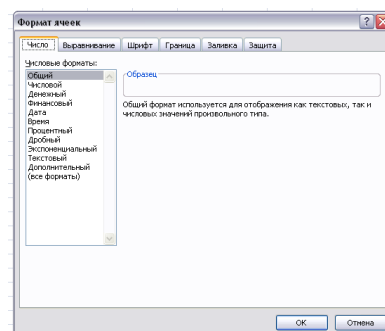 Формат ячеек
Число Выравнивание Шрифт Граница Заливка Защита
Числовые форматы:
Общий
Числовой
Денежный
Финансовый
Дата
Время
Процентный
Дробный
Экспоненциальный
Текстовый
Дополнительный
(все форматы)
Образец
Общий формат используется для отображения как текстовых, так и
числовых значений произвольного типа.
ОК Отмена